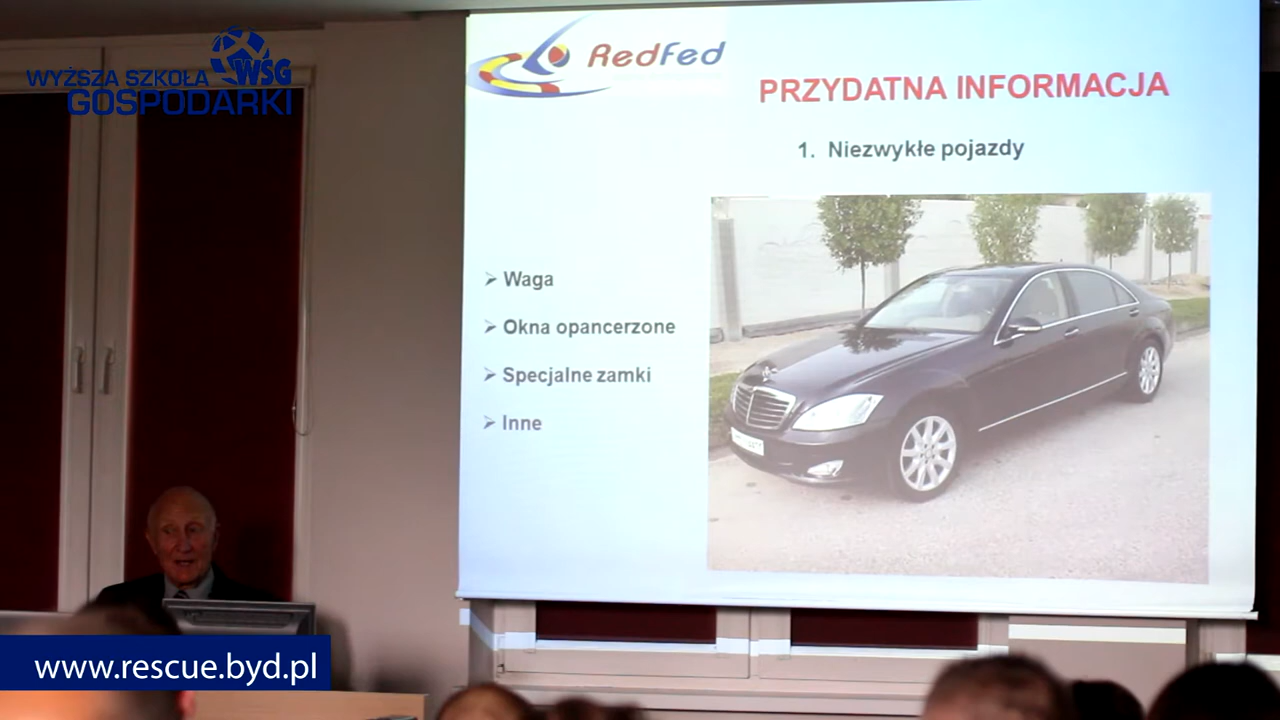 WYŻSZA SZKOŁA
WSG
GOSPODARKI
RedFed
PRZYDATNA INFORMACJA
1. Niezwykłe pojazdy
➢ Waga
➢ Okna opancerzone
➢ Specjalne zamki
➢ Inne
www.rescue.byd.pl